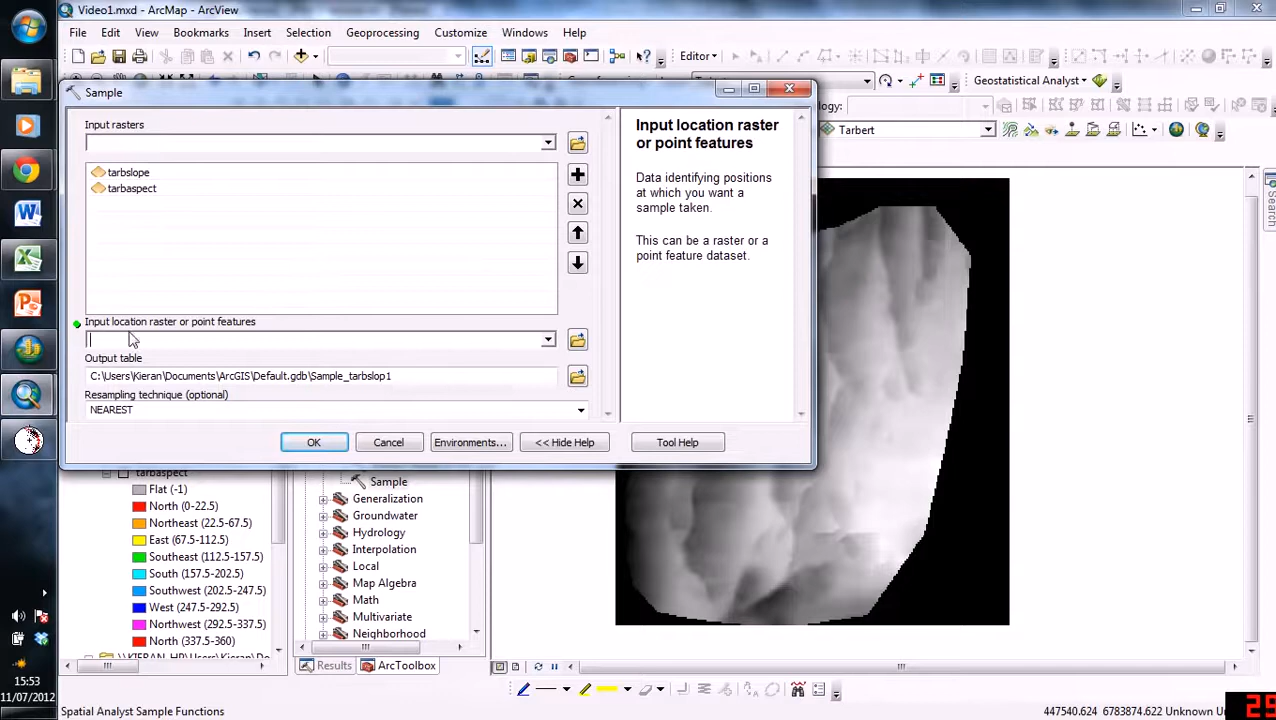 Video1.mxd - ArcMap - ArcView
File Edit View Bookmarks Insert Selection Geoprocessing Customize Windows Help
Editor
Geostatistical Analyst
Tarbert
Sample
Input rasters
tarbslope
tarbaspect
Input location raster or point features
Output table
C:\Users\Kieran\Documents\ArcGIS\Default.gdb\Sample_tarbslop1
Resampling technique (optional)
NEAREST
OK Cancel Environments... << Hide Help Tool Help
Input location raster
or point features
Data identifying positions
at which you want a
sample taken.
This can be a raster or a
point feature dataset.
Search
tarbaspect
Flat (-1)
North (0-22.5)
Northeast (22.5-67.5)
East (67.5-112.5)
Southeast (112.5-157.5)
South (157.5-202.5)
Southwest (202.5-247.5)
West (247.5-292.5)
Northwest (292.5-337.5)
North (337.5-360)
Sample
Generalization
Groundwater
Hydrology
Interpolation
Local
Map Algebra
Math
Multivariate
Neighborhood
Results ArcToolbox
15:53
11/07/2012
Spatial Analyst Sample Functions
447540.624 6783874.622 Unknown